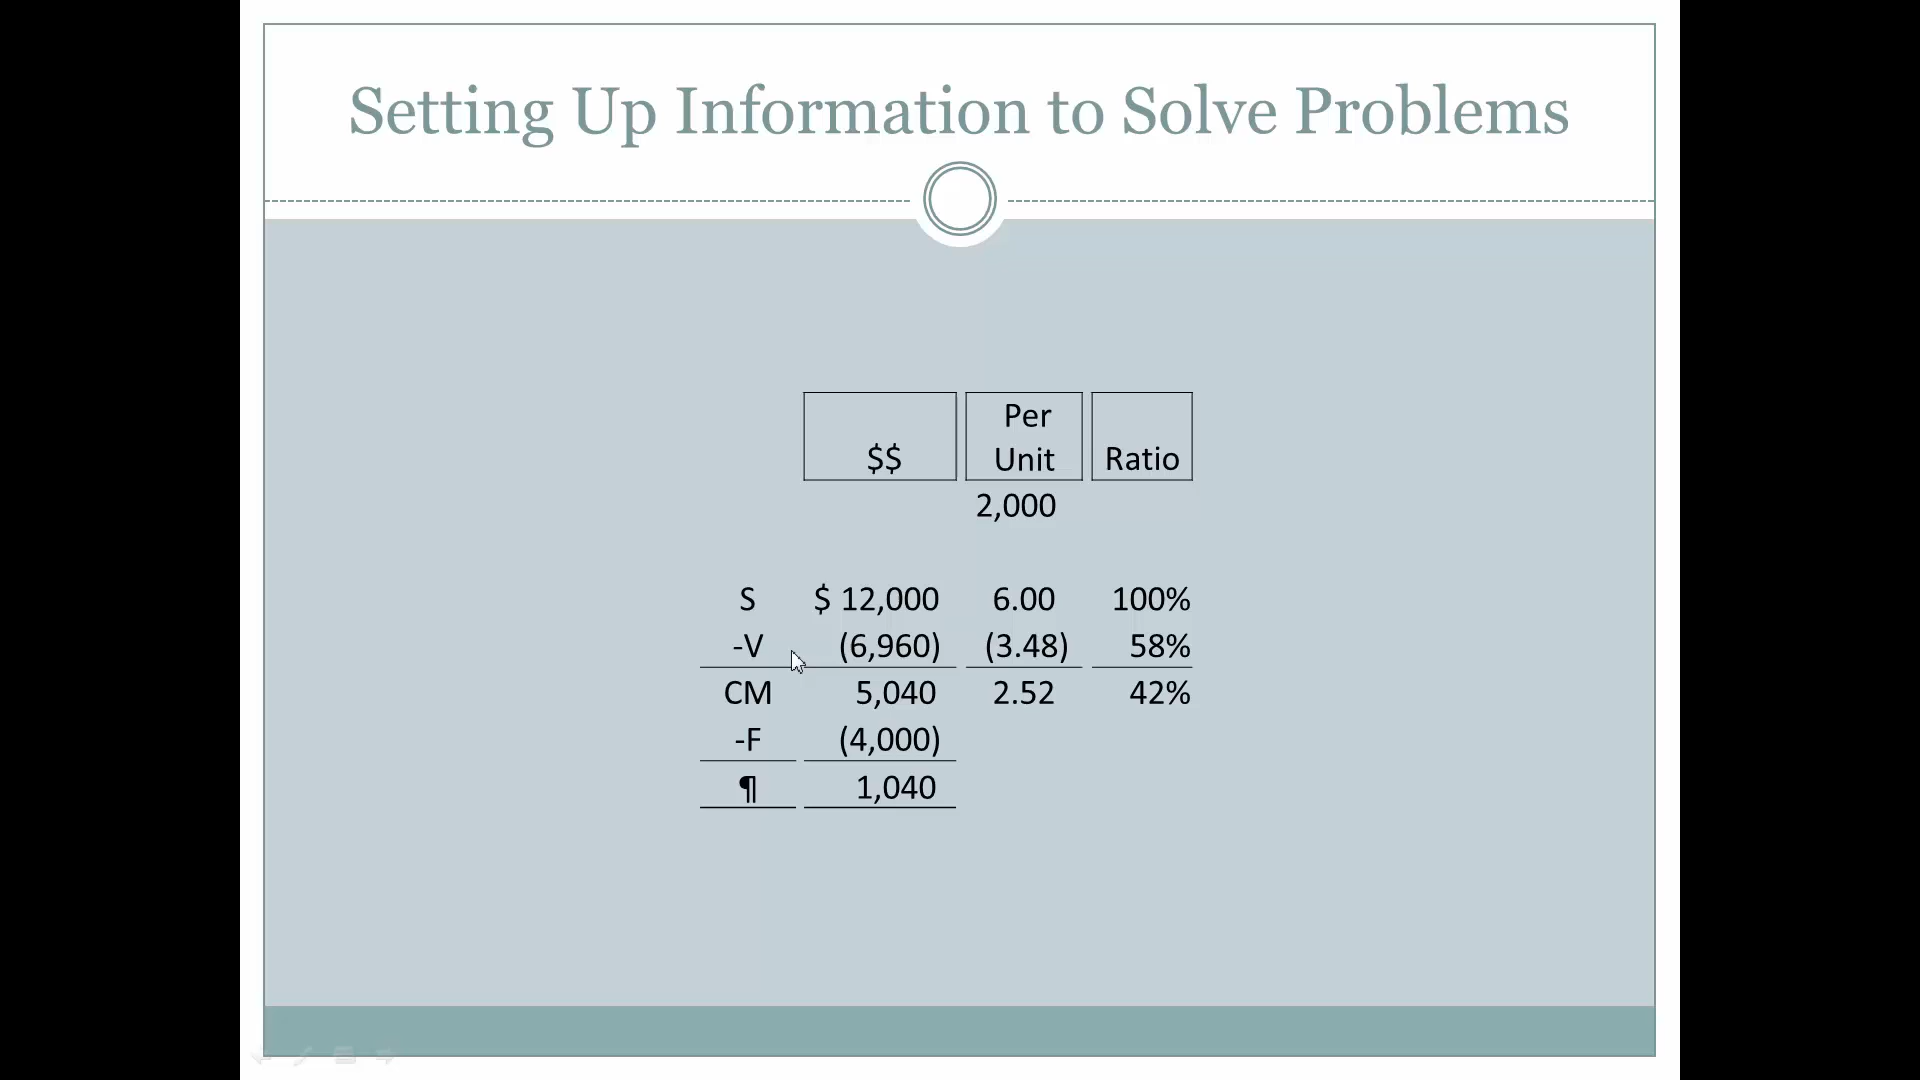 Setting Up Information to Solve Problems
Per
$$ Unit Ratio
2,000
S $ 12,000 6.00 100%
-V (6,960) (3.48) 58%
CM 5,040 2.52 42%
-F (4,000)
¶ 1,040